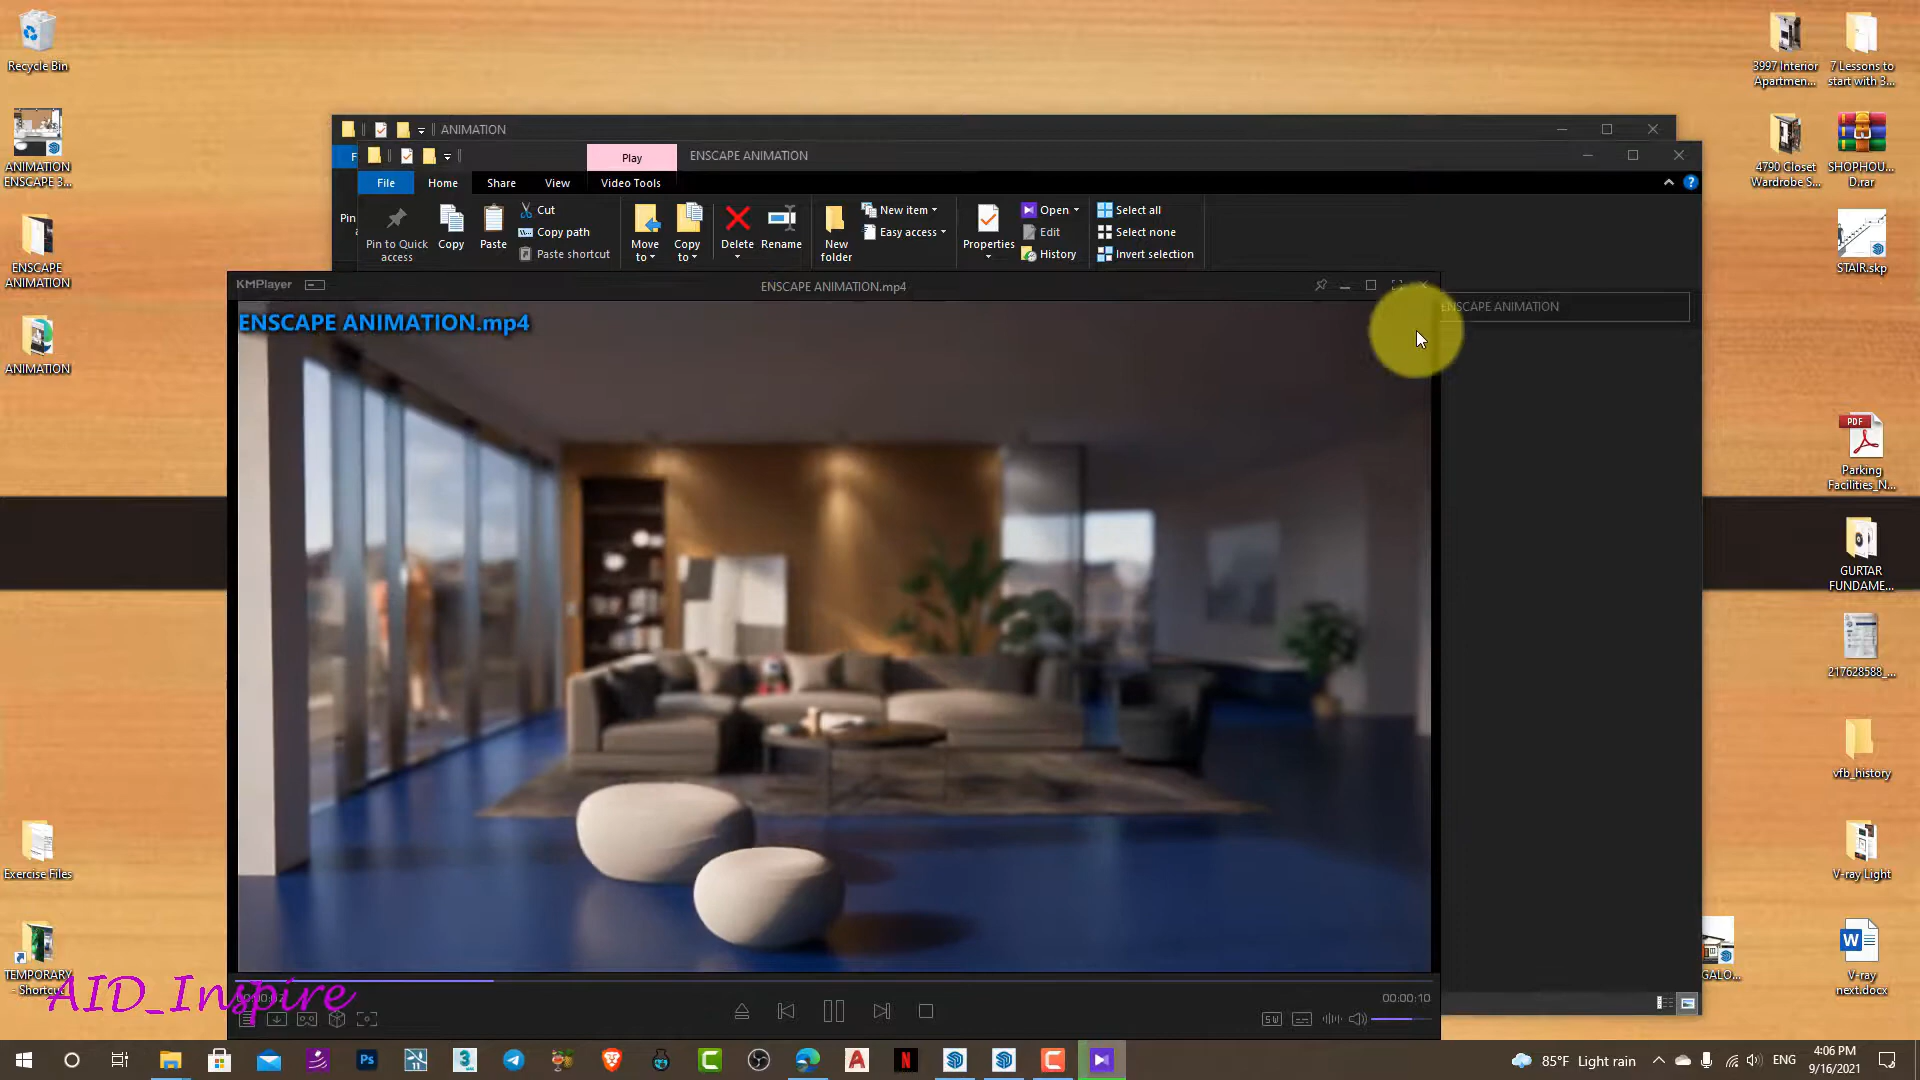 Recycle Bin
ANIMATION
ENSCAPE 3...
ENSCAPE
ANIMATION
ANIMATION
Exercise Files
TEMPORARY
- Shortcut
AID_Inspire
ANIMATION
Play
ENSCAPE ANIMATION
File
Home
Share
View
Video Tools
Pin to Quick
access
Copy
Paste
Cut
Copy path
Paste shortcut
Move
to
Copy
to
Delete
Rename
New
folder
New item
Easy access
Properties
Open
Edit
History
Select all
Select none
Invert selection
KMPlayer
ENSCAPE ANIMATION.mp4
ENSCAPE ANIMATION
ENSCAPE ANIMATION.mp4
00:00:10
3997 Interior
Apartmen...
7 Lessons to
start with 3...
4790 Closet
Wardrobe S...
SHOPHOU...
D.rar
STAIR.skp
PDF
Parking
Facilities_N...
GURTAR
FUNDAME...
217628588_...
vfb_history
V-ray Light
GALO...
V-ray
next.docx
85°F Light rain
ENG
4:06 PM
9/16/2021